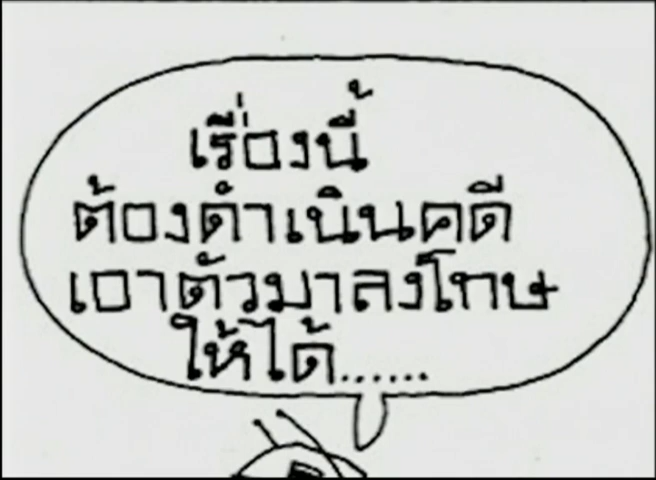 เรื่องนี้
ต้องดำเนินคดี
เอาตัวมาลงโทษ
ให้ได้......